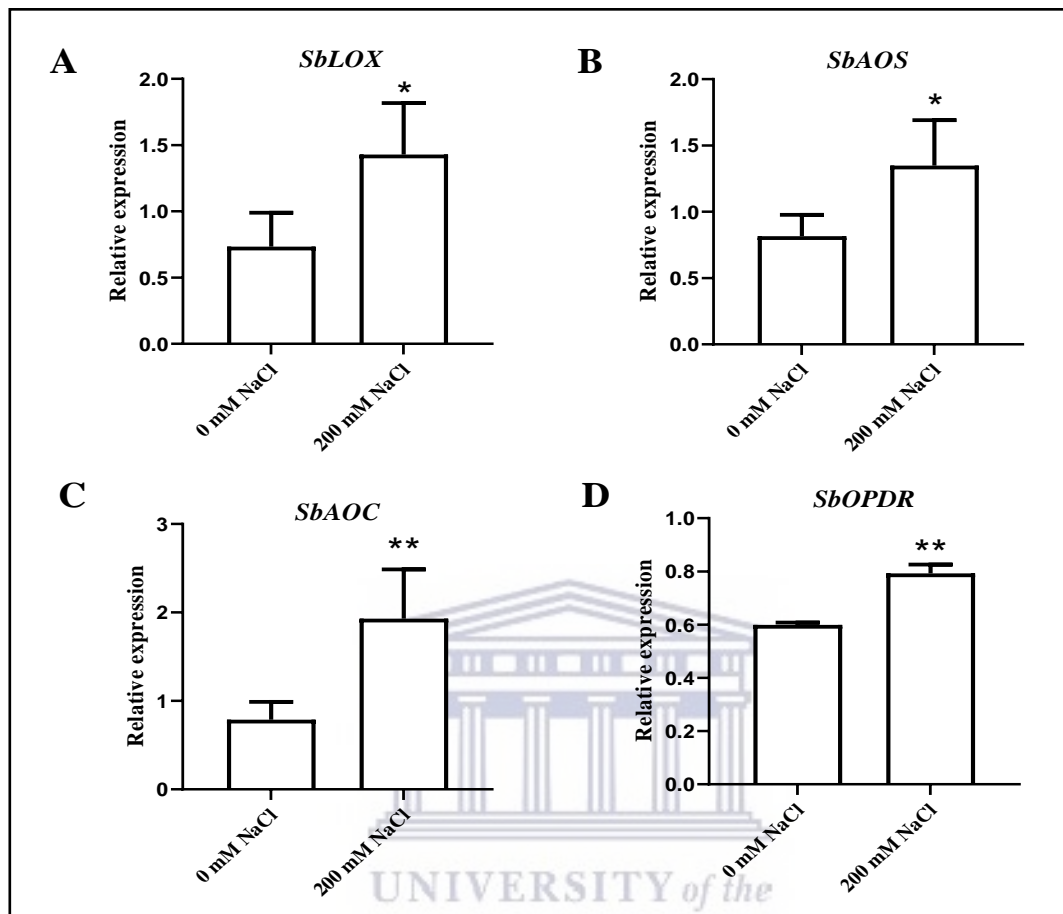 A
SbLOX
Relative expression
2.0
1.5
1.0
0.5
0.0
*
0 mM NaCl
200 mM NaCl
B
SbAOS
Relative expression
2.0
1.5
1.0
0.5
0.0
*
0 mM NaCl
200 mM NaCl
C
SbAOC
Relative expression
3
2
1
0
**
0 mM NaCl
200 mM NaCl
D
SbOPDR
Relative expression
1.0
0.8
0.6
0.4
0.2
0.0
**
0 mM NaCl
200 mM NaCl
UNIVERSITY of the